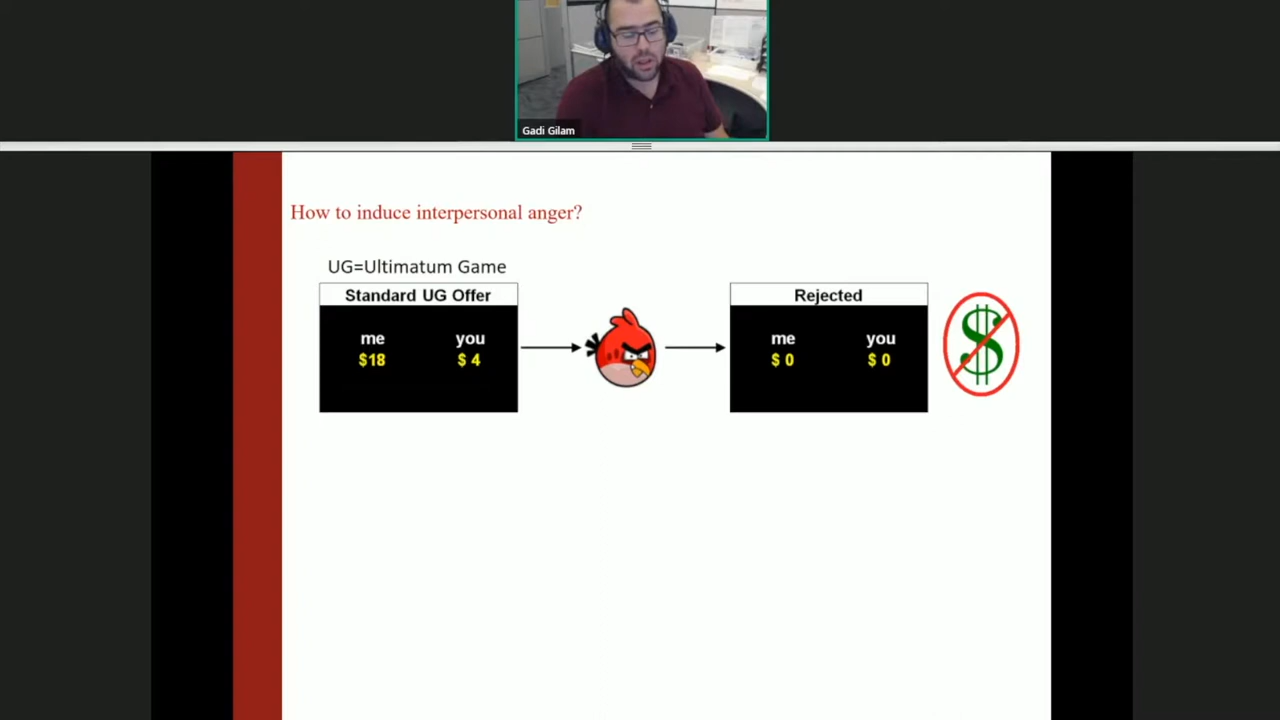 Gadi Gilam
How to induce interpersonal anger?
UG=Ultimatum Game
Standard UG Offer
me you
$18 $ 4
Rejected
me you
$ 0 $ 0
$